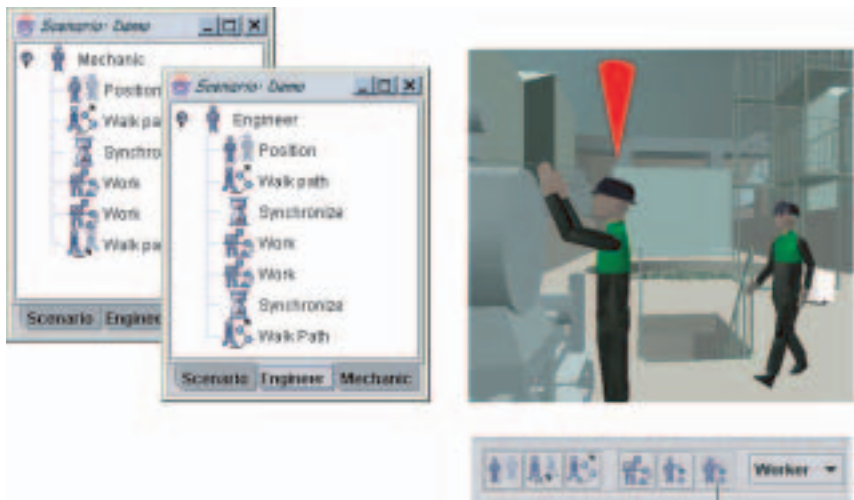 Scenario: Demo
Mechanic
Position
Walk pa
Synchro
Work
Work
Walk pa
Scenario Enginee
Scenario: Demo
Engineer
Position
Walk path
Synchronize
Work
Work
Synchronize
Walk Path
Scenario Engineer Mechanic
Worker